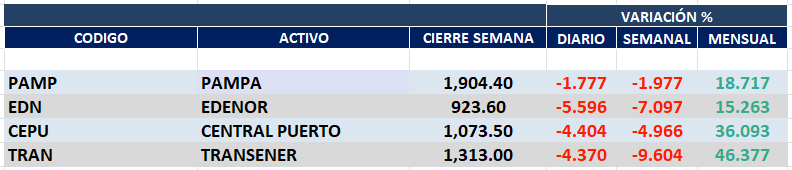 VARIACIÓN %
CODIGO ACTIVO CIERRE SEMANA DIARIO SEMANAL MENSUAL
PAMP PAMPA 1,904.40 -1.777 -1.977 18.717
EDN EDENOR 923.60 -5.596 -7.097 15.263
CEPU CENTRAL PUERTO 1,073.50 -4.404 -4.966 36.093
TRAN TRANSENER 1,313.00 -4.370 -9.604 46.377